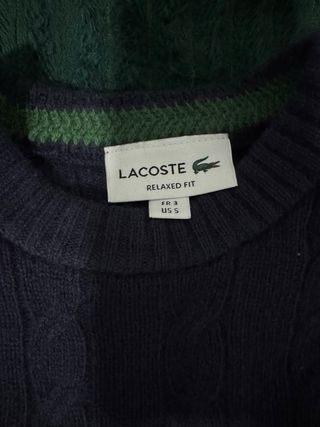 LACOSTE
RELAXED FIT
FR 3
US S